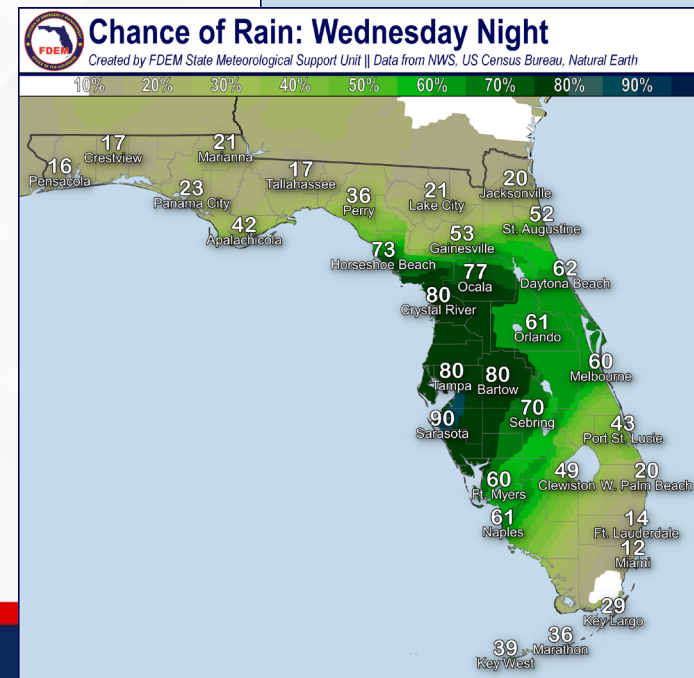 FDEM
Chance of Rain: Wednesday Night
Created by FDEM State Meteorological Support Unit || Data from NWS, US Census Bureau, Natural Earth
10% 20% 30% 40% 50% 60% 70% 80% 90%
17
Crestview
21
Marianna
16
Pensacola
17
Tallahassee
23
Panama City
36
Perry
21
Lake City
20
Jacksonville
42
Apalachicola
52
St. Augustine
53
Gainesville
73
Horseshoe Beach
77
Ocala
62
Daytona Beach
80
Crystal River
61
Orlando
80
Tampa
80
Bartow
60
Melbourne
90
Sarasota
70
Sebring
43
Port St. Lucie
60
Ft. Myers
49
Clewiston
20
W. Palm Beach
61
Naples
14
Ft. Lauderdale
12
Miami
29
Key Largo
36
Marathon
39
Key West